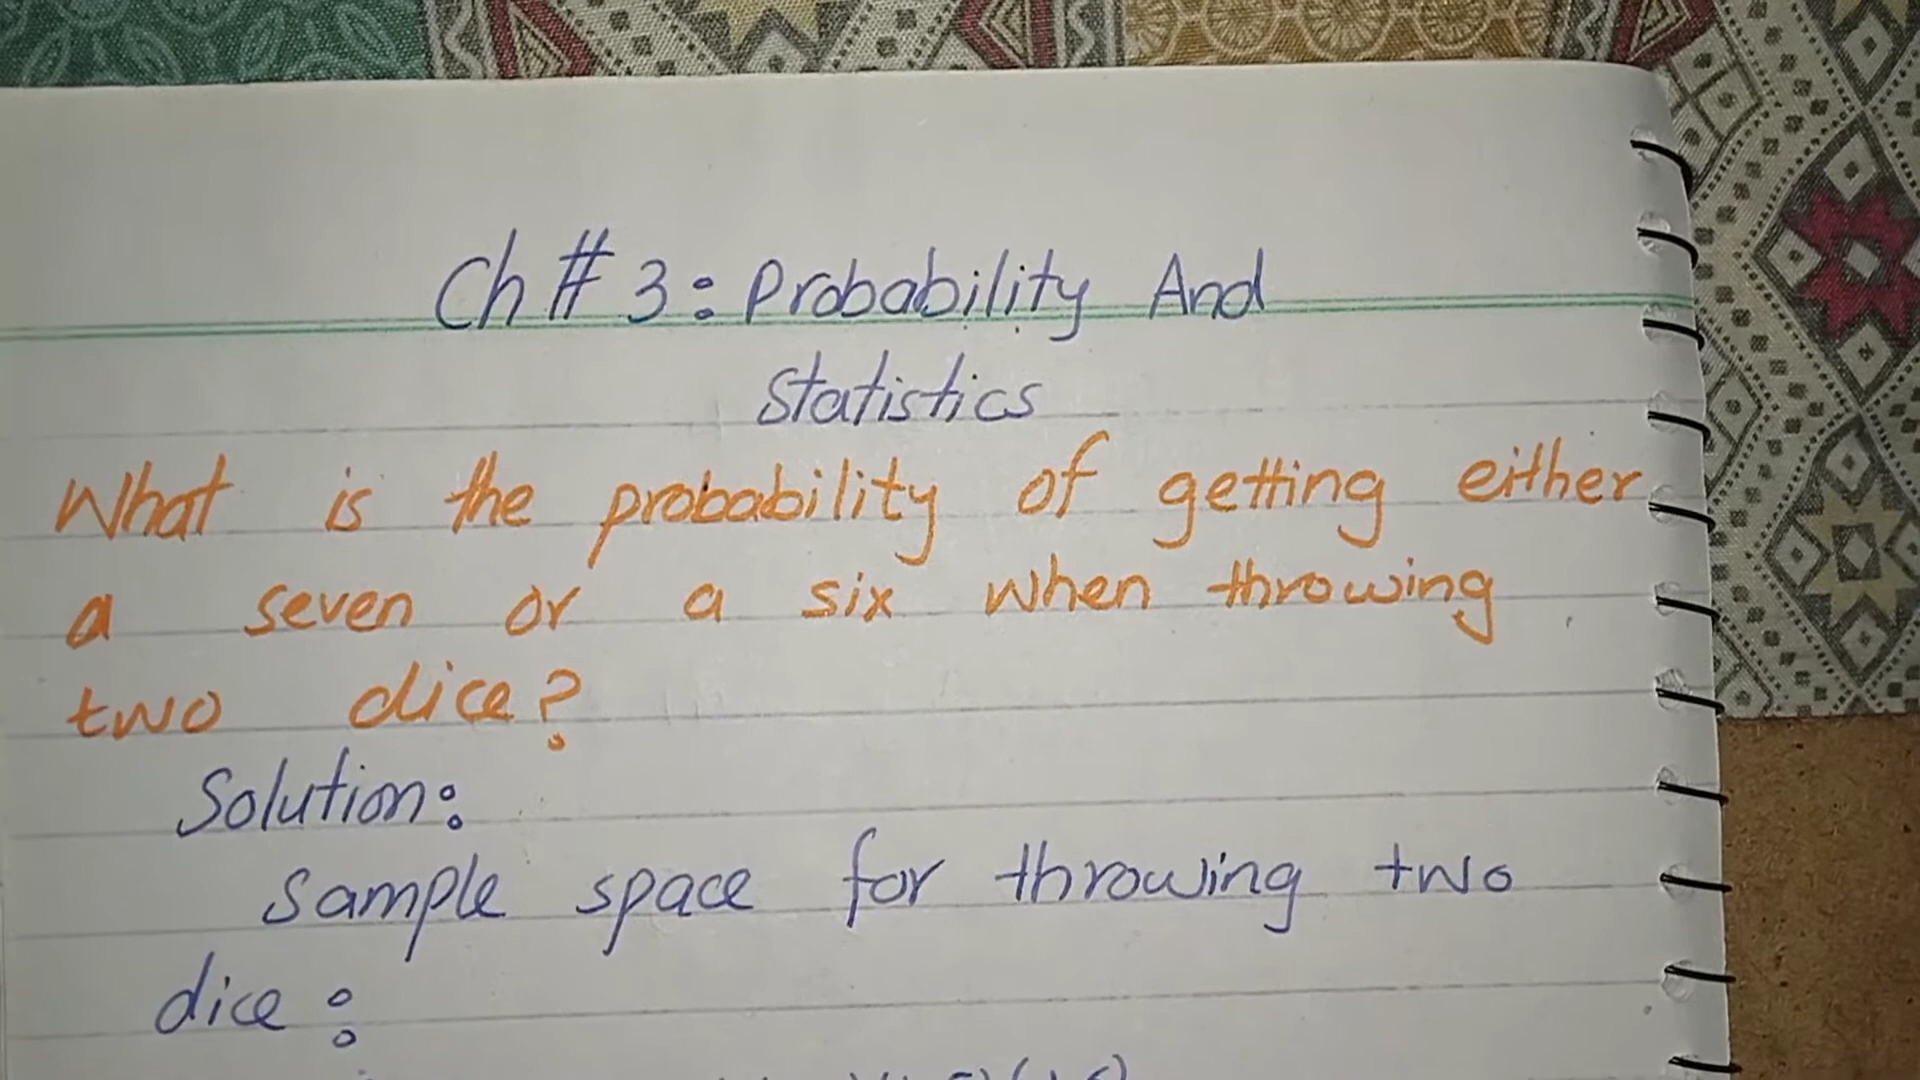 Ch # 3: Probability And
Statistics
What is the probability of getting either
a seven or a six when throwing
two dice?
Solution:
Sample space for throwing two
dice: